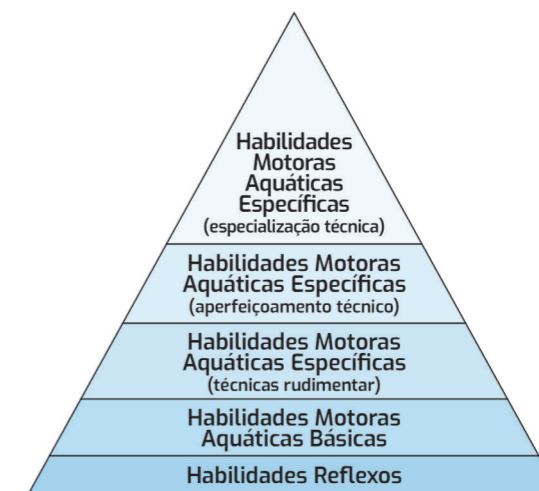 Habilidades
Motoras
Aquáticas
Específicas
(especialização técnica)
Habilidades Motoras
Aquáticas Específicas
(aperfeiçoamento técnico)
Habilidades Motoras
Aquáticas Específicas
(técnicas rudimentar)
Habilidades Motoras
Aquáticas Básicas
Habilidades Reflexos